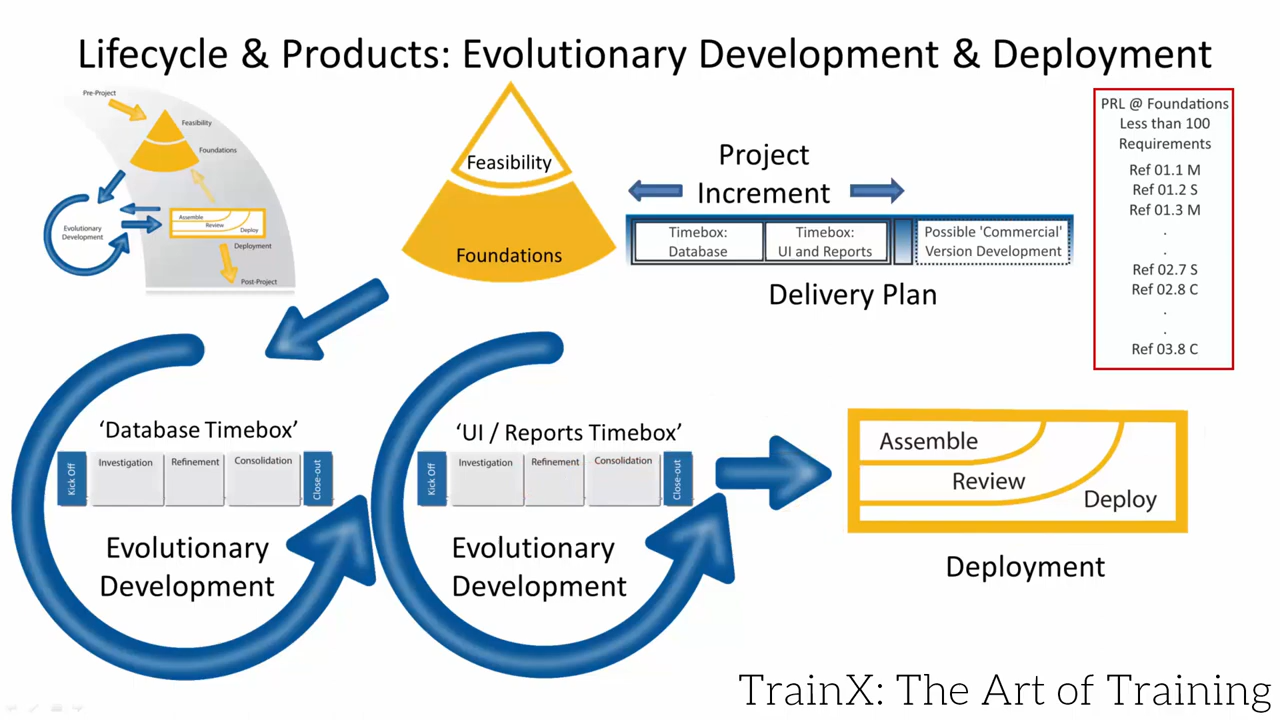 Lifecycle & Products: Evolutionary Development & Deployment
Pre-Project
Feasibility
Foundations
Evolutionary
Development
Assemble
Review
Deploy
Deployment
Post-Project
Feasibility
Foundations
Project
Increment
Timebox:
Database
Timebox:
UI and Reports
Possible 'Commercial'
Version Development
Delivery Plan
PRL @ Foundations
Less than 100
Requirements
Ref 01.1 M
Ref 01.2 S
Ref 01.3 M
.
.
Ref 02.7 S
Ref 02.8 C
.
.
Ref 03.8 C
‘Database Timebox’
Kick Off
Investigation
Refinement
Consolidation
Close-out
Evolutionary
Development
‘UI / Reports Timebox’
Kick Off
Investigation
Refinement
Consolidation
Close-out
Evolutionary
Development
Assemble
Review
Deploy
Deployment
TrainX: The Art of Training